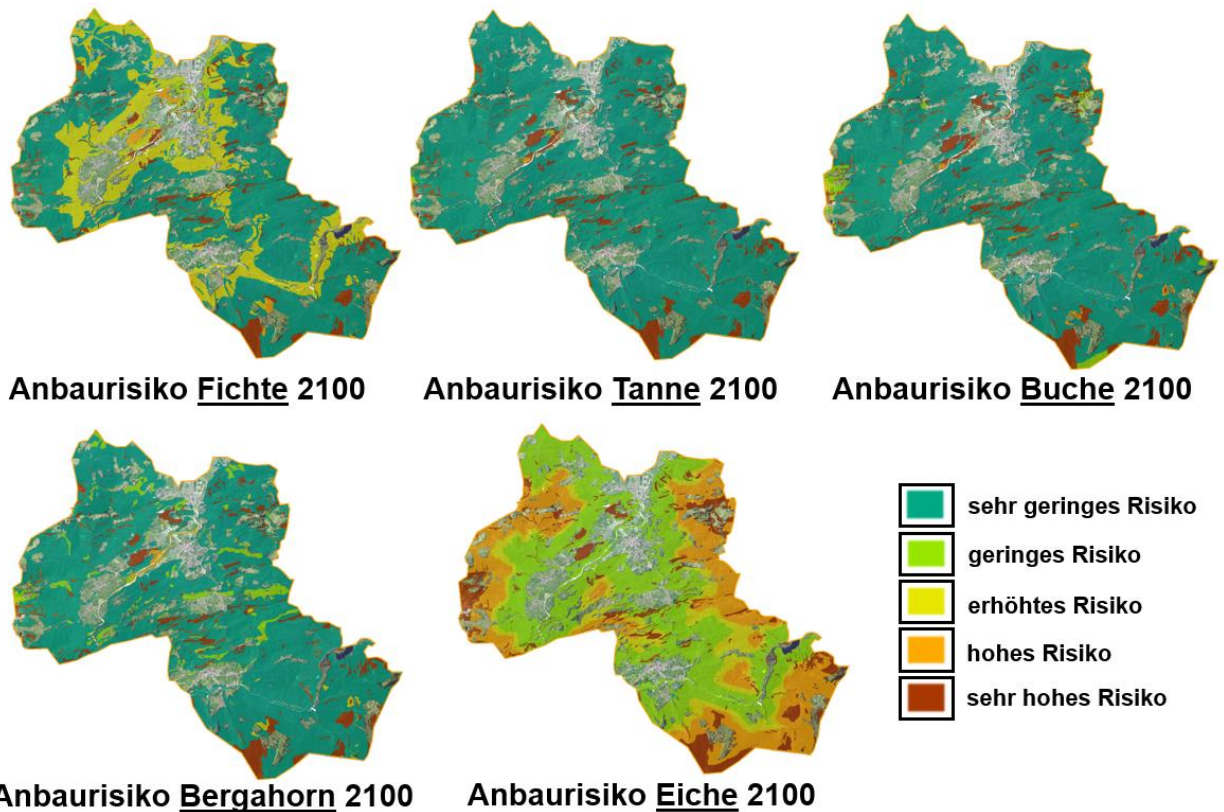 Anbaurisiko Fichte 2100
Anbaurisiko Tanne 2100
Anbaurisiko Buche 2100
Anbaurisiko Bergahorn 2100
Anbaurisiko Eiche 2100
sehr geringes Risiko
geringes Risiko
erhöhtes Risiko
hohes Risiko
sehr hohes Risiko